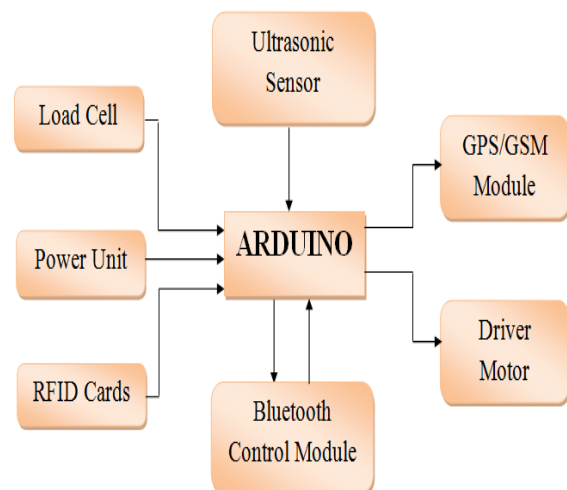 Ultrasonic
Sensor
Load Cell
GPS/GSM
Module
ARDUINO
Power Unit
Driver
Motor
RFID Cards
Bluetooth
Control Module